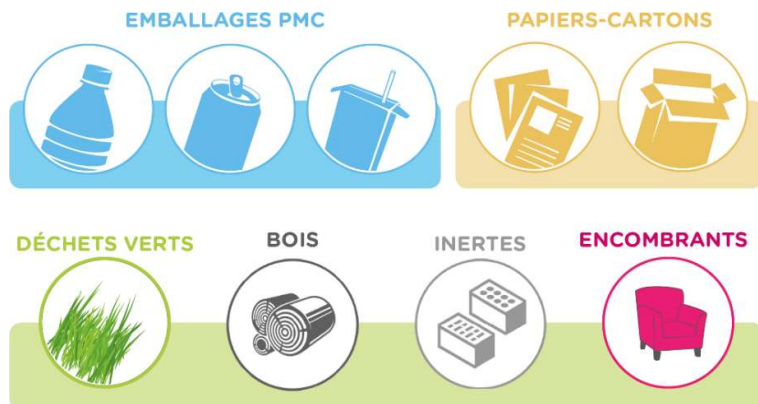 EMBALLAGES PMC
PAPIERS-CARTONS
DÉCHETS VERTS
BOIS
INERTES
ENCOMBRANTS